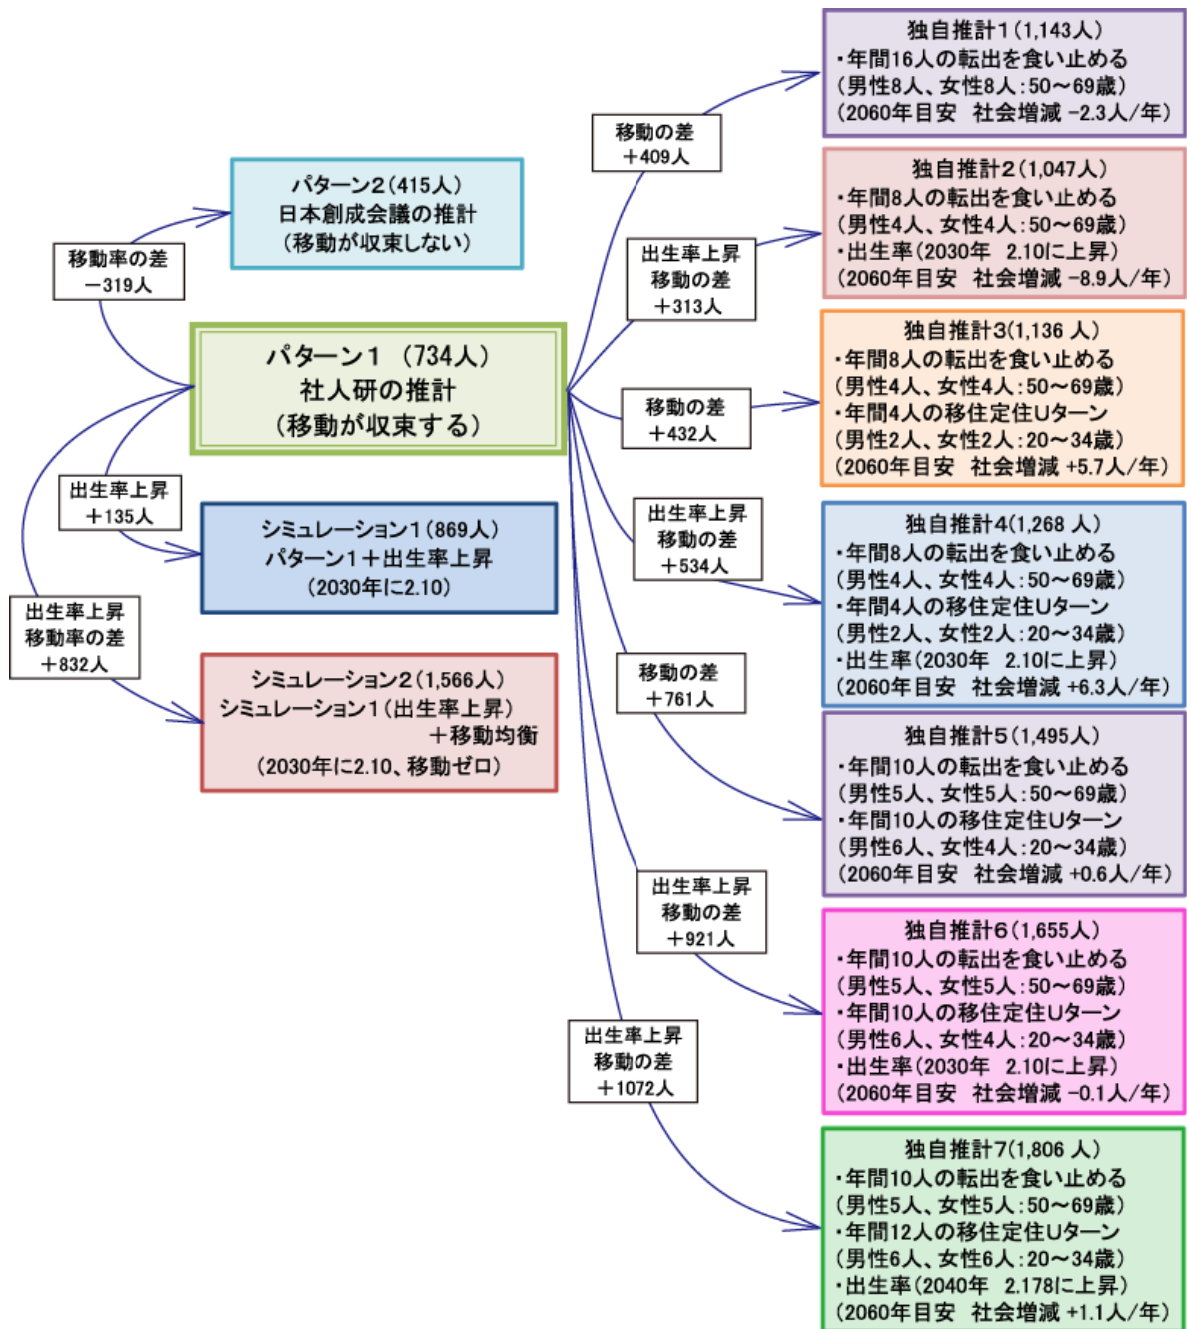 パターン2(415人)
日本創成会議の推計
(移動が収束しない)
移動率の差
－319人
パターン1 (734人)
社人研の推計
(移動が収束する)
出生率上昇
＋135人
シミュレーション1(869人)
パターン1＋出生率上昇
(2030年に2.10)
出生率上昇
移動率の差
＋832人
シミュレーション2(1,566人)
シミュレーション1(出生率上昇)
＋移動均衡
(2030年に2.10、移動ゼロ)
移動の差
＋409人
独自推計1(1,143人)
・年間16人の転出を食い止める
(男性8人、女性8人:50～69歳)
(2060年目安 社会増減 -2.3人/年)
出生率上昇
移動の差
＋313人
独自推計2(1,047人)
・年間8人の転出を食い止める
(男性4人、女性4人:50～69歳)
・出生率(2030年 2.10に上昇)
(2060年目安 社会増減 -8.9人/年)
移動の差
＋432人
独自推計3(1,136 人)
・年間8人の転出を食い止める
(男性4人、女性4人:50～69歳)
・年間4人の移住定住Uターン
(男性2人、女性2人:20～34歳)
(2060年目安 社会増減 +5.7人/年)
出生率上昇
移動の差
＋534人
独自推計4(1,268 人)
・年間8人の転出を食い止める
(男性4人、女性4人:50～69歳)
・年間4人の移住定住Uターン
(男性2人、女性2人:20～34歳)
・出生率(2030年 2.10に上昇)
(2060年目安 社会増減 +6.3人/年)
移動の差
＋761人
独自推計5(1,495人)
・年間10人の転出を食い止める
(男性5人、女性5人:50～69歳)
・年間10人の移住定住Uターン
(男性6人、女性4人:20～34歳)
(2060年目安 社会増減 +0.6人/年)
出生率上昇
移動の差
＋921人
独自推計6(1,655人)
・年間10人の転出を食い止める
(男性5人、女性5人:50～69歳)
・年間10人の移住定住Uターン
(男性6人、女性4人:20～34歳)
・出生率(2030年 2.10に上昇)
(2060年目安 社会増減 -0.1人/年)
出生率上昇
移動の差
＋1072人
独自推計7(1,806 人)
・年間10人の転出を食い止める
(男性5人、女性5人:50～69歳)
・年間12人の移住定住Uターン
(男性6人、女性6人:20～34歳)
・出生率(2040年 2.178に上昇)
(2060年目安 社会増減 +1.1人/年)